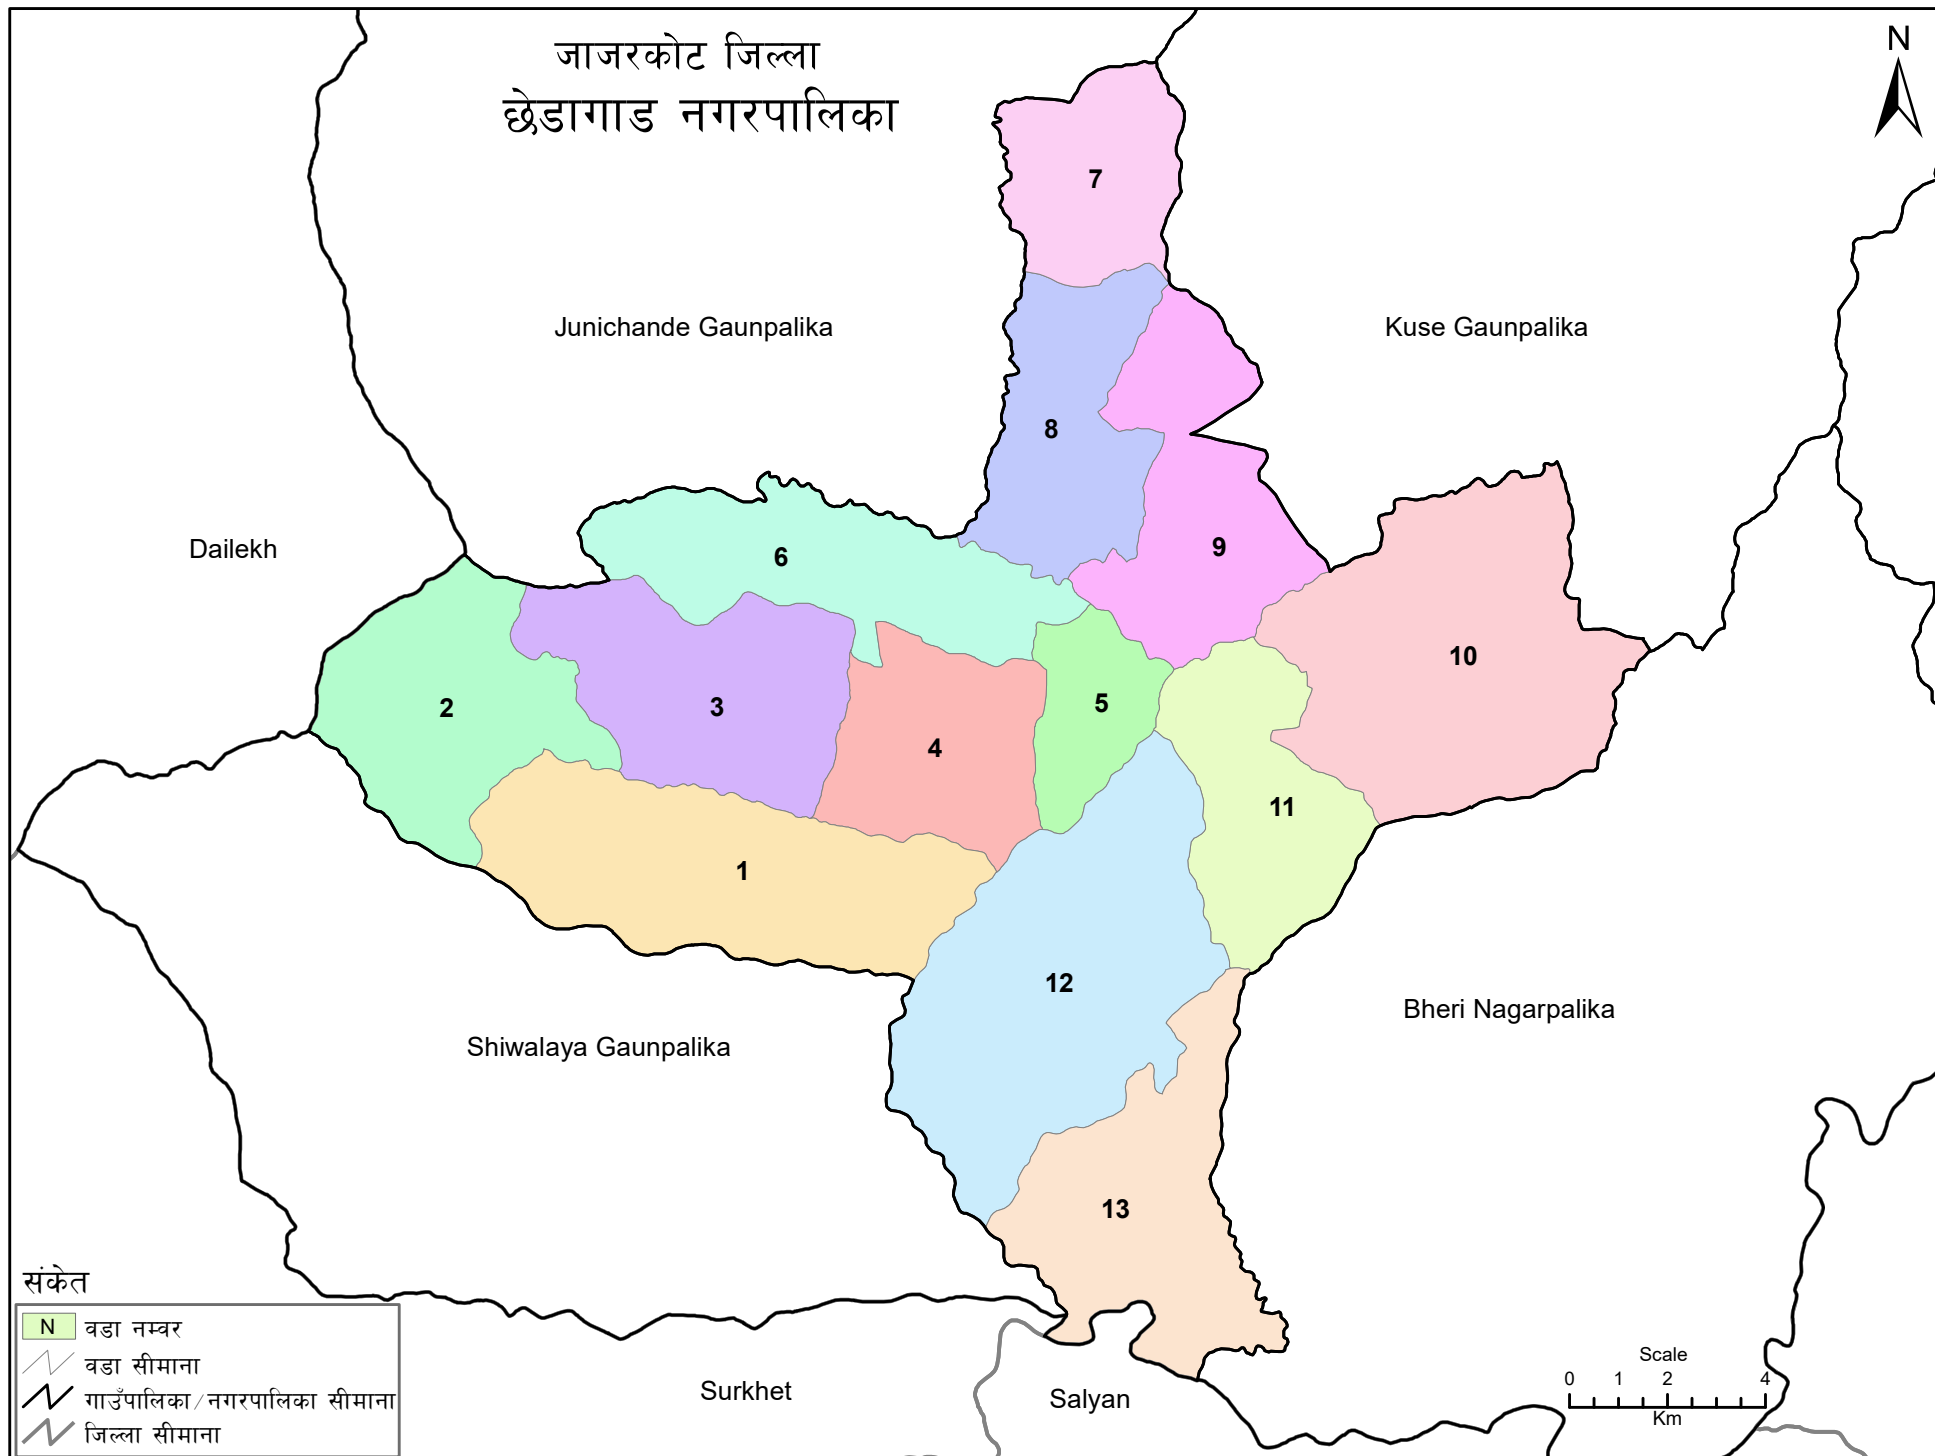 जाजरकोट जिल्ला
छेडागाड नगरपालिका
N
7
Junichande Gaunpalika
Kuse Gaunpalika
8
Dailekh
6
9
10
2
3
5
4
11
1
12
Bheri Nagarpalika
Shiwalaya Gaunpalika
13
संकेत
N वडा नम्वर
वडा सीमाना
गाउँपालिका/नगरपालिका सीमाना
जिल्ला सीमाना
Surkhet
Salyan
Scale
0 1 2 4
Km